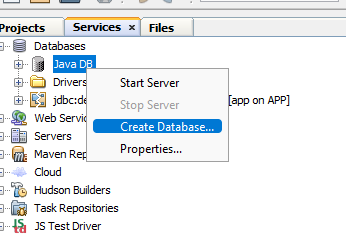 Projects Services × Files
Databases
Java DB
Start Server
Drivers
Stop Server
jdbc:de [app on APP]
Create Database...
Web Servic
Servers
Properties...
Maven Repo
Cloud
Hudson Builders
Task Repositories
JS Test Driver